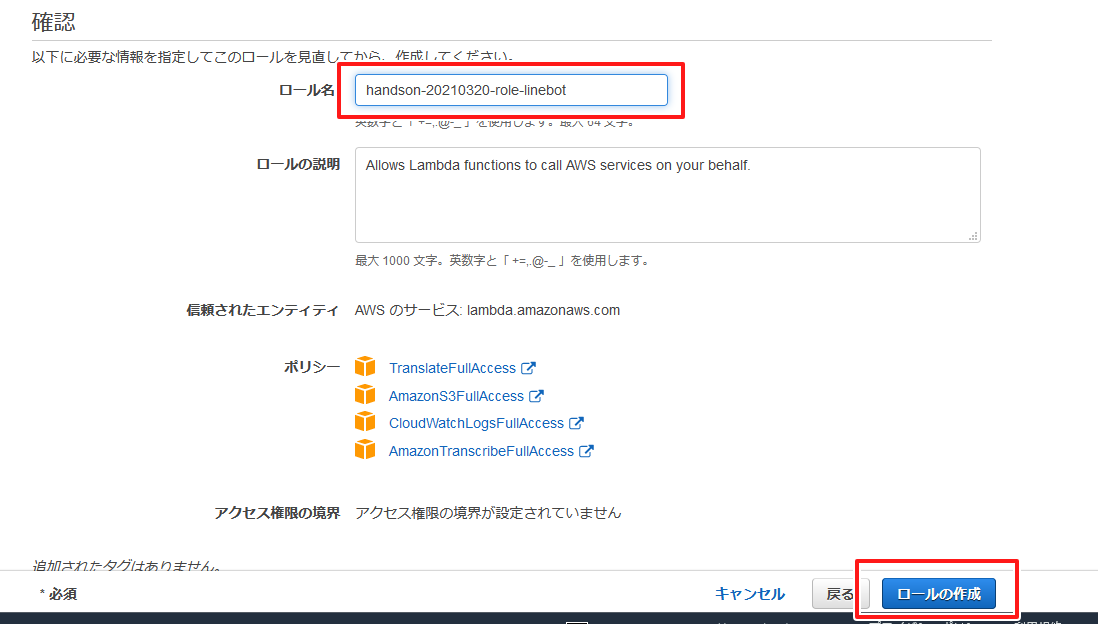 確認
以下に必要な情報を指定してこのロールを見直してから、作成してください。
ロール名 handson-20210320-role-linebot
英数字と「 +=,.@-_ 」を使用します。最大 64 文字。
ロールの説明 Allows Lambda functions to call AWS services on your behalf.
最大 1000 文字。英数字と「 +=,.@-_ 」を使用します。
信頼されたエンティティ AWS のサービス: lambda.amazonaws.com
ポリシー TranslateFullAccess
AmazonS3FullAccess
CloudWatchLogsFullAccess
AmazonTranscribeFullAccess
アクセス権限の境界 アクセス権限の境界が設定されていません
追加されたタグはありません。
* 必須 キャンセル 戻る ロールの作成